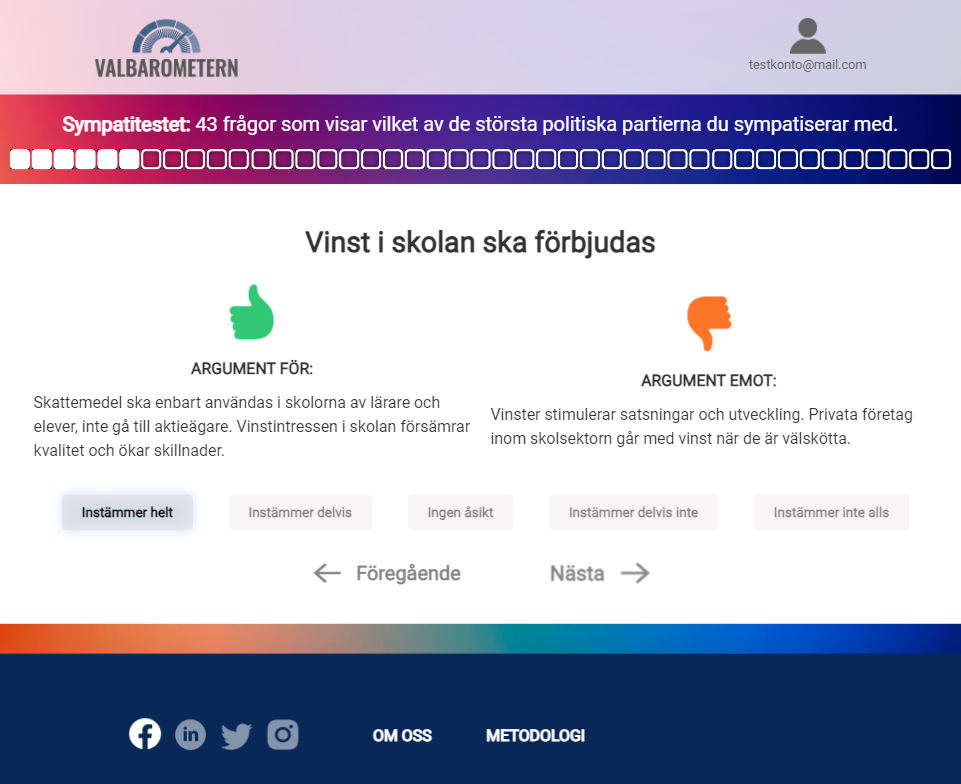 VALBAROMETERN
testkonto@mail.com
Sympatitestet: 43 frågor som visar vilket av de största politiska partierna du sympatiserar med.
Vinst i skolan ska förbjudas
ARGUMENT FÖR:
Skattemedel ska enbart användas i skolorna av lärare och
elever, inte gå till aktieägare. Vinstintressen i skolan försämrar
kvalitet och ökar skillnader.
ARGUMENT EMOT:
Vinster stimulerar satsningar och utveckling. Privata företag
inom skolsektorn går med vinst när de är välskötta.
Instämmer helt
Instämmer delvis
Ingen åsikt
Instämmer delvis inte
Instämmer inte alls
Föregående
Nästa
OM OSS
METODOLOGI